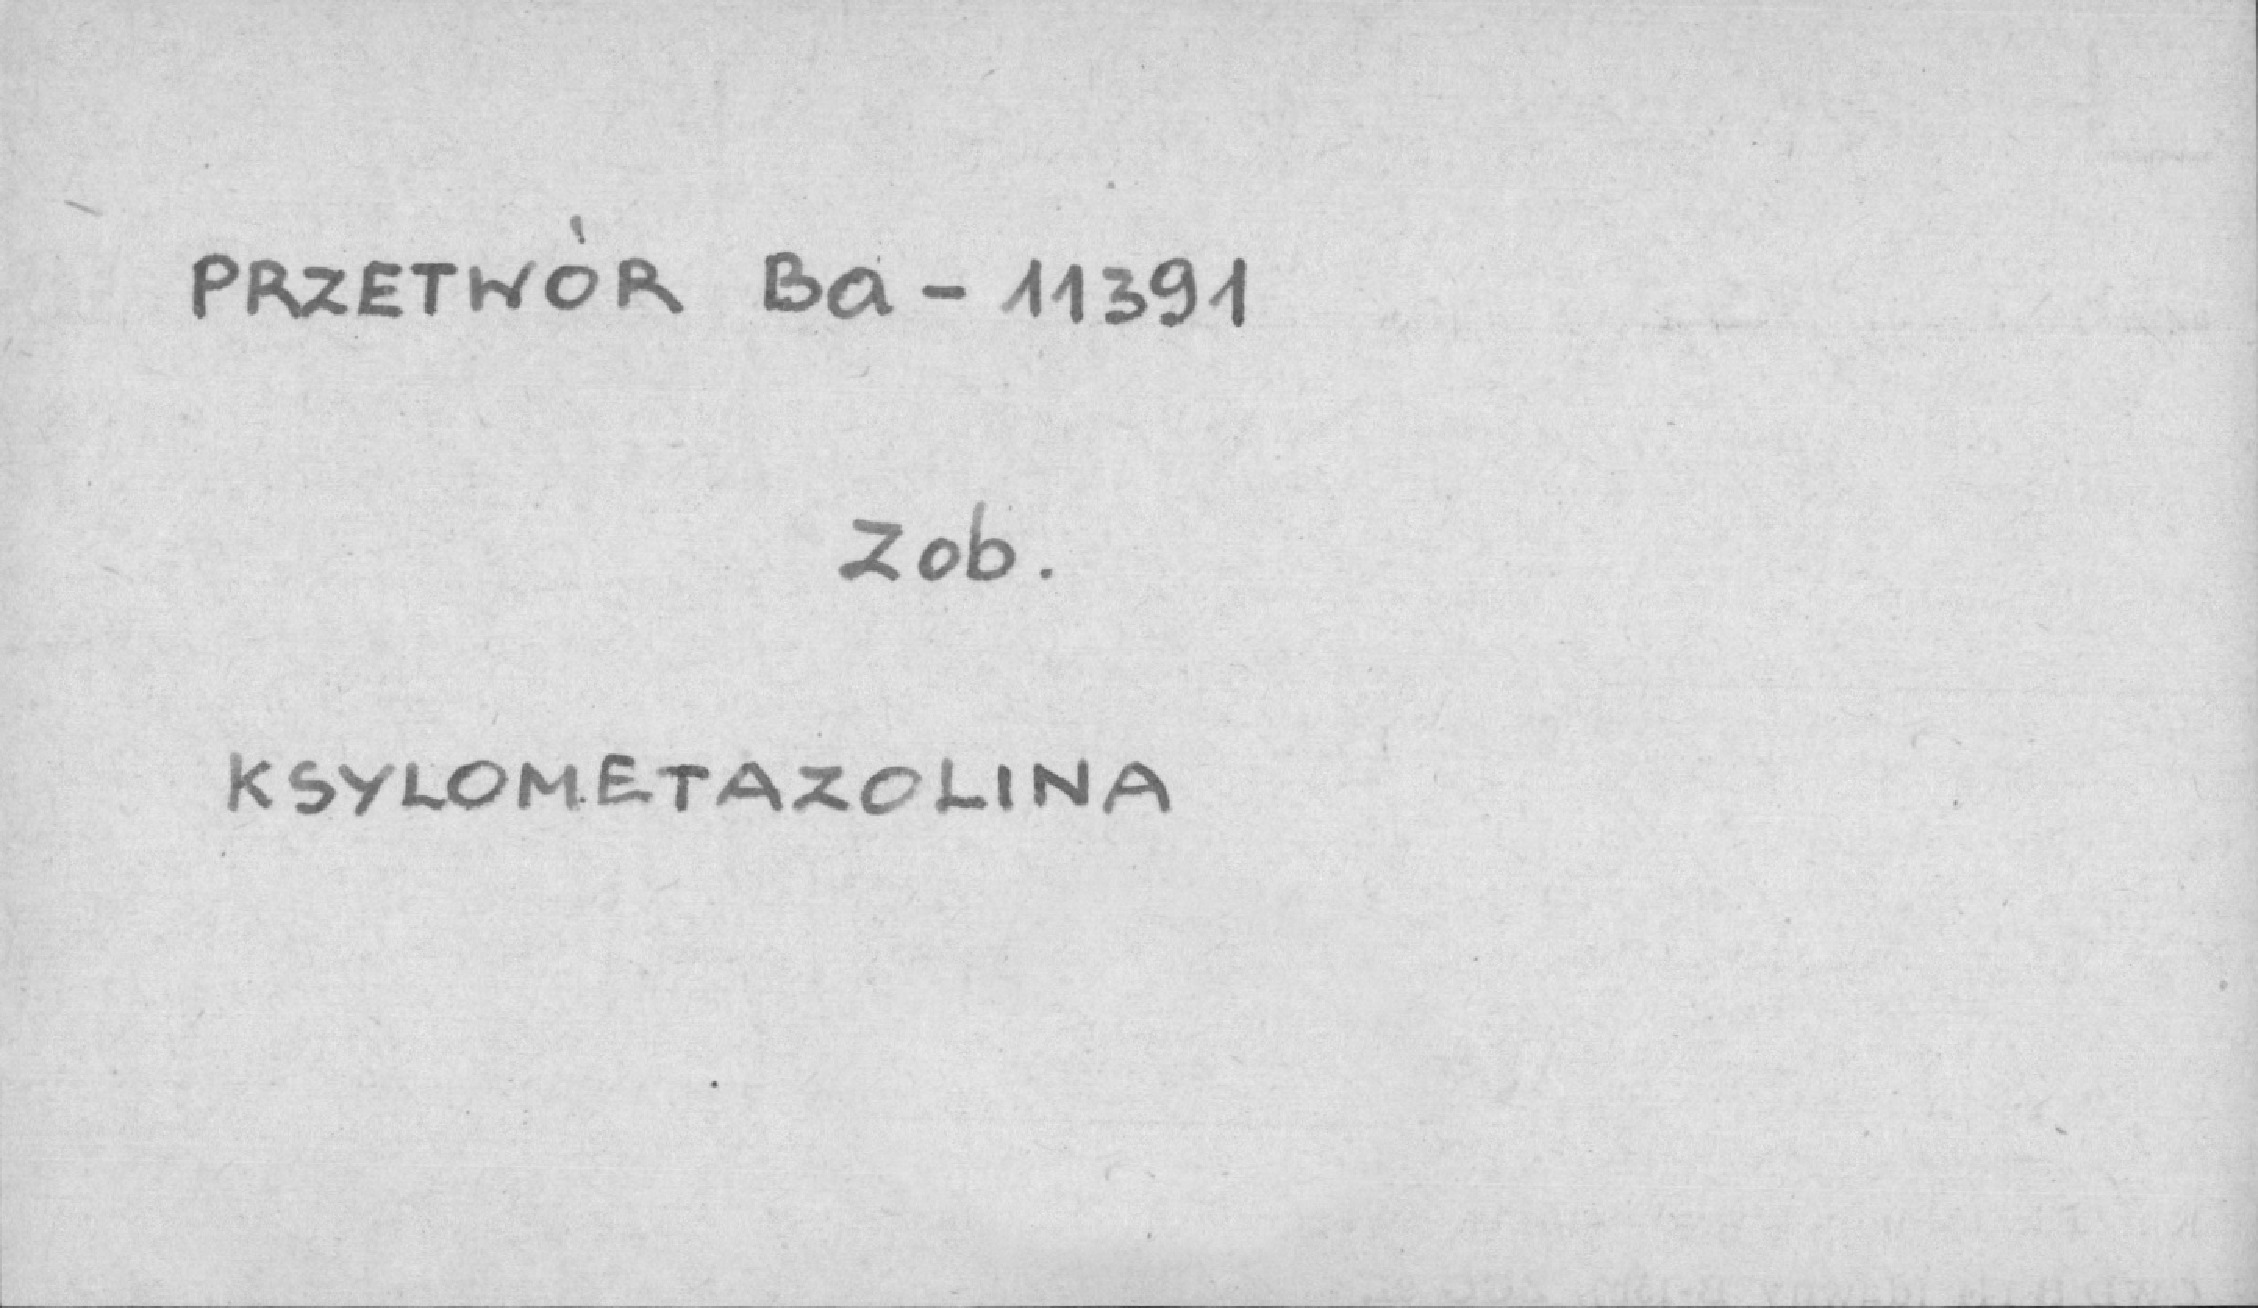 PRZETWÓR Ba - 11391
Zob.
KSYLOMETAZOLINA